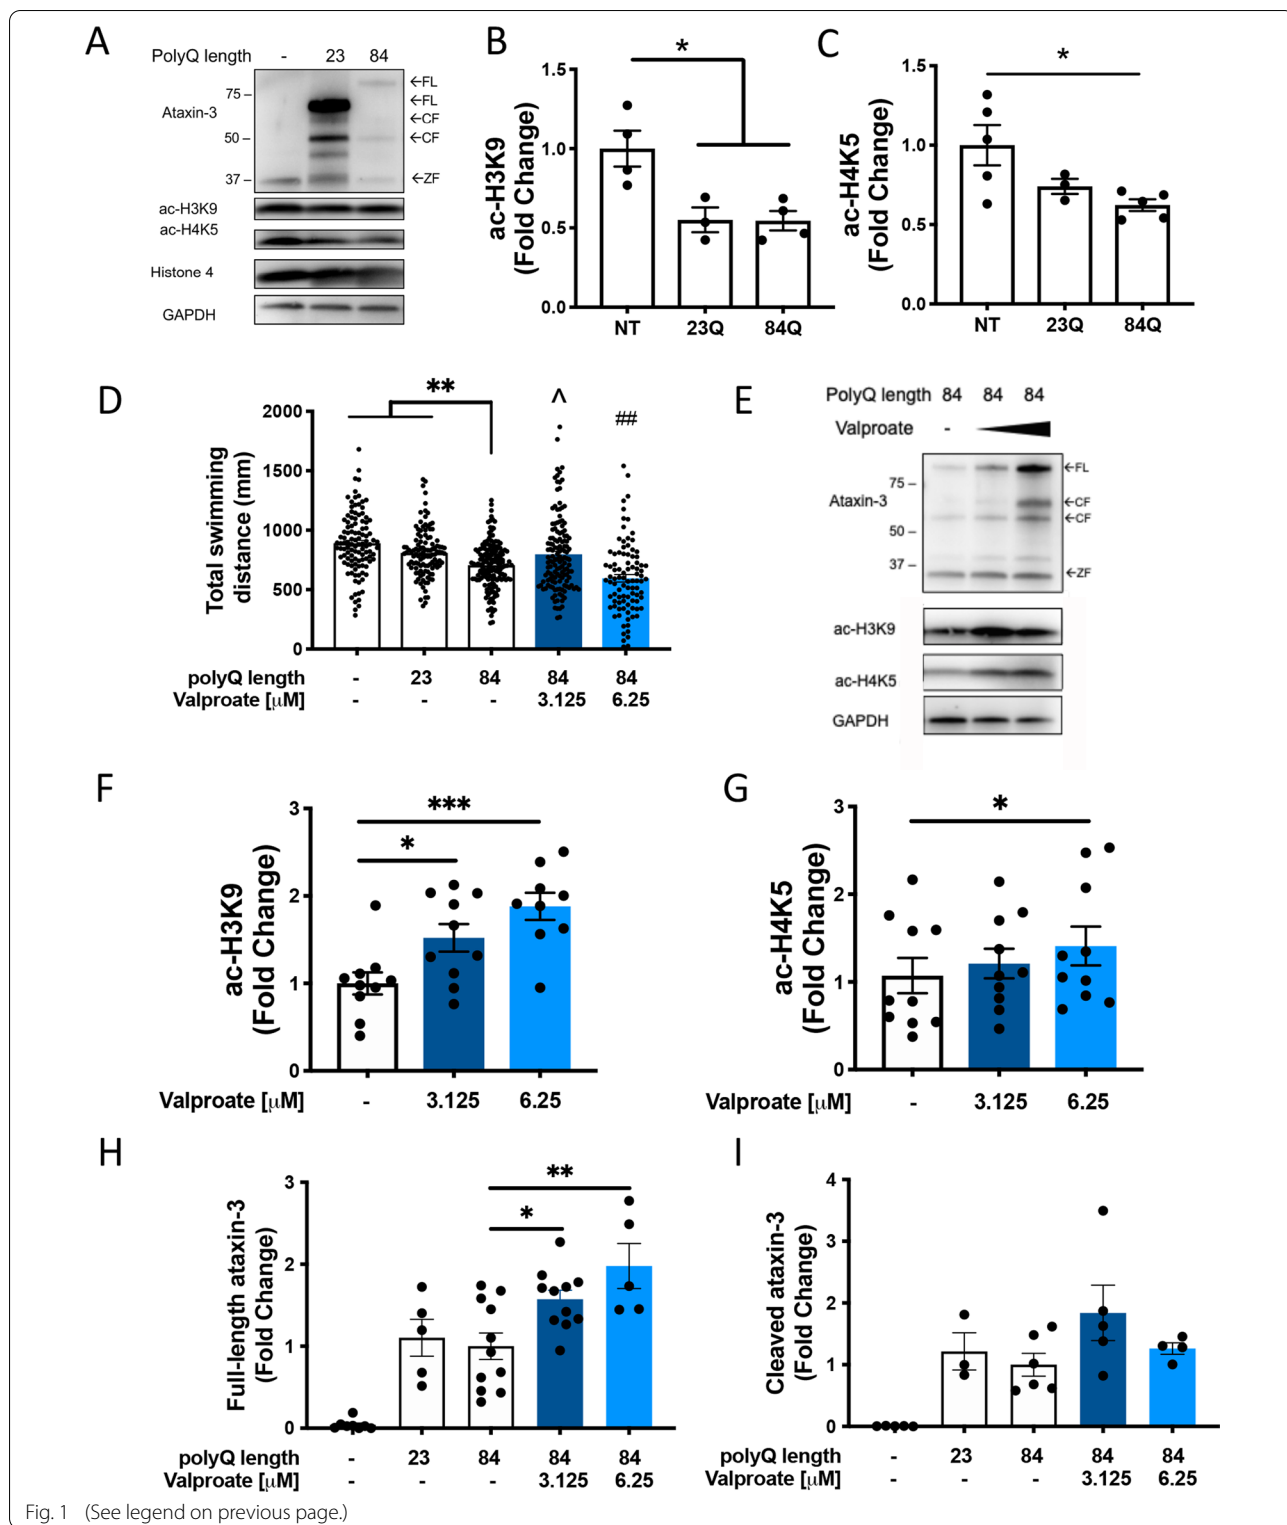 A
PolyQ length - 23 84
Ataxin-3
75 –
50 –
37 –
←FL
←FL
←CF
←CF
←ZF
ac-H3K9
ac-H4K5
Histone 4
GAPDH
B
ac-H3K9
(Fold Change)
1.5
1.0
0.5
0.0
*
NT 23Q 84Q
C
ac-H4K5
(Fold Change)
1.5
1.0
0.5
0.0
*
NT 23Q 84Q
D
Total swimming
distance (mm)
2000
1500
1000
500
0
** ^ ##
polyQ length - 23 84 84 84
Valproate [μM] - - - 3.125 6.25
E
PolyQ length 84 84 84
Valproate -
Ataxin-3
75 –
50 –
37 –
←FL
←CF
←CF
←ZF
ac-H3K9
ac-H4K5
GAPDH
F
ac-H3K9
(Fold Change)
3
2
1
0
***
*
Valproate [μM] - 3.125 6.25
G
ac-H4K5
(Fold Change)
3
2
1
0
*
Valproate [μM] - 3.125 6.25
H
Full-length ataxin-3
(Fold Change)
3
2
1
0
**
*
polyQ length - 23 84 84 84
Valproate [μM] - - - 3.125 6.25
I
Cleaved ataxin-3
(Fold Change)
4
3
2
1
0
polyQ length - 23 84 84 84
Valproate [μM] - - - 3.125 6.25
Fig. 1 (See legend on previous page.)